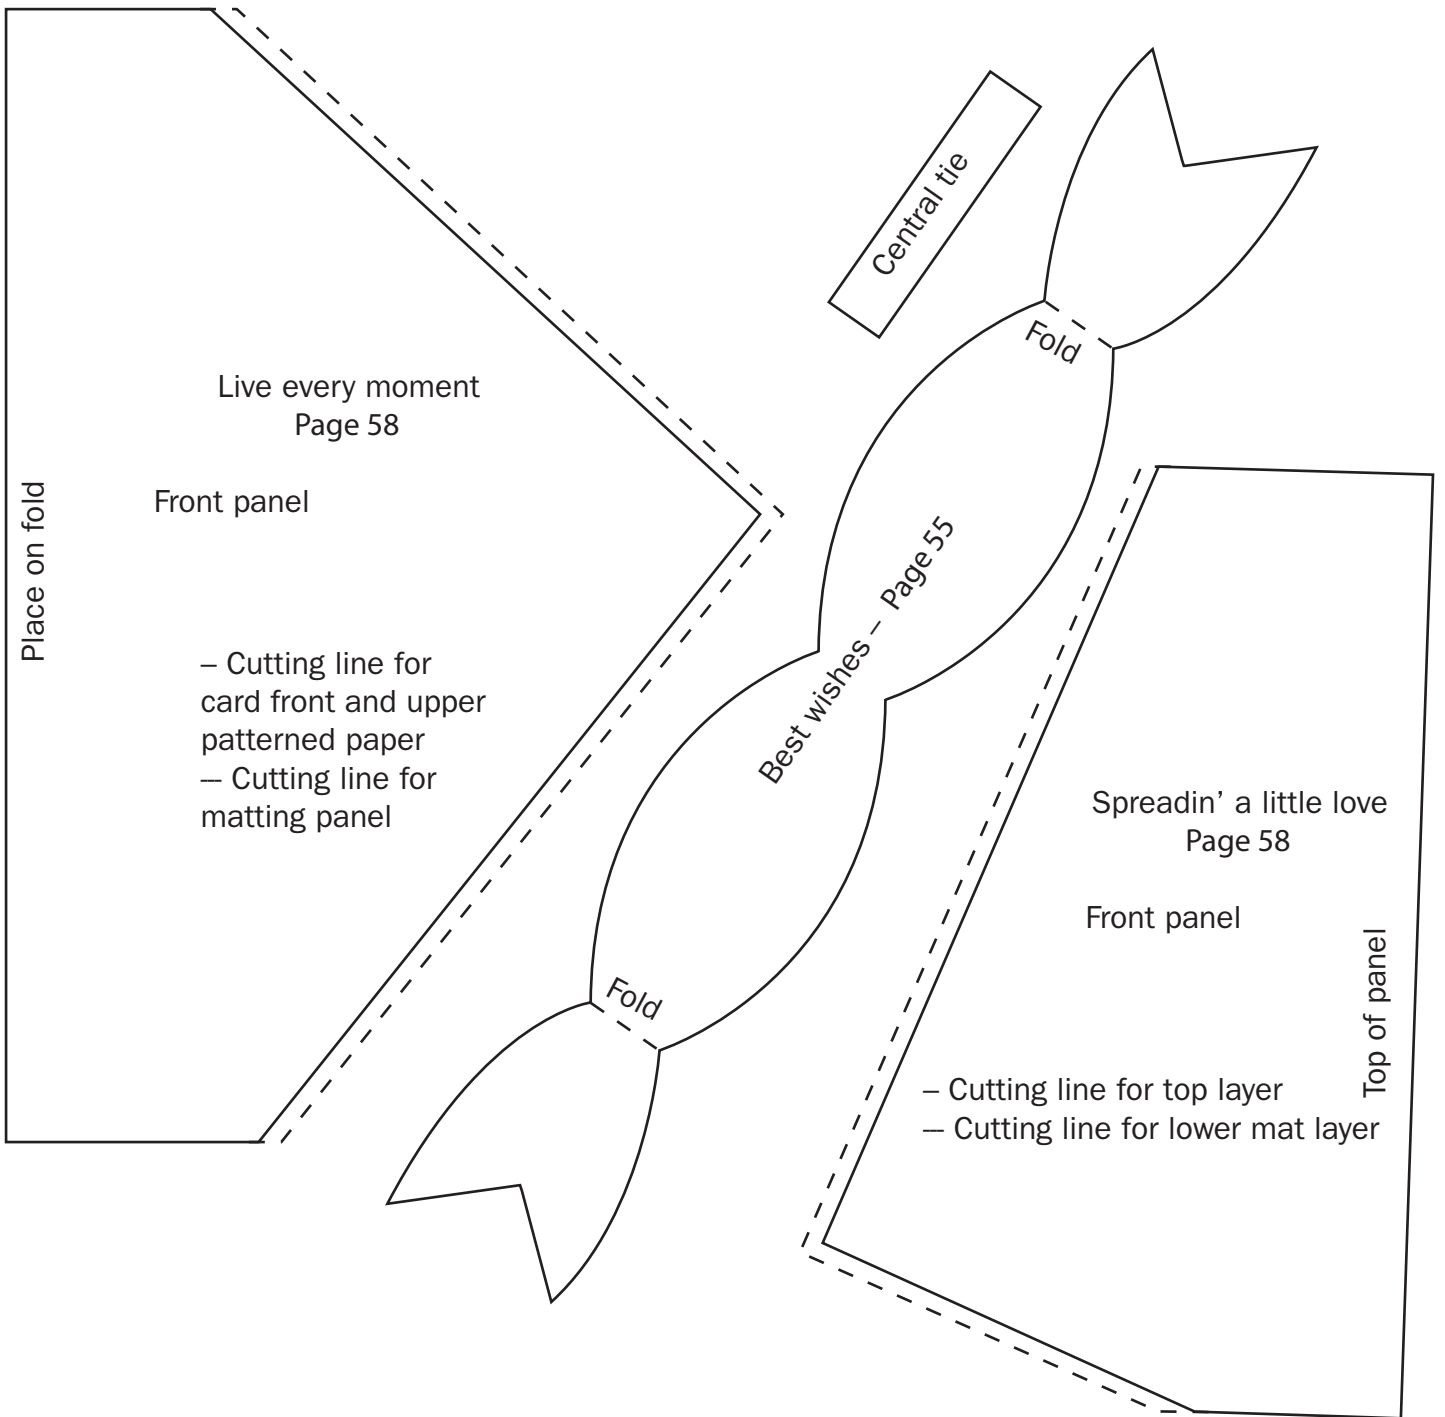 Place on fold
Live every moment
Page 58
Front panel
– Cutting line for
card front and upper
patterned paper
--- Cutting line for
matting panel
Central tie
Fold
Best wishes – Page 55
Fold
Spreadin’ a little love
Page 58
Front panel
Top of panel
– Cutting line for top layer
--- Cutting line for lower mat layer